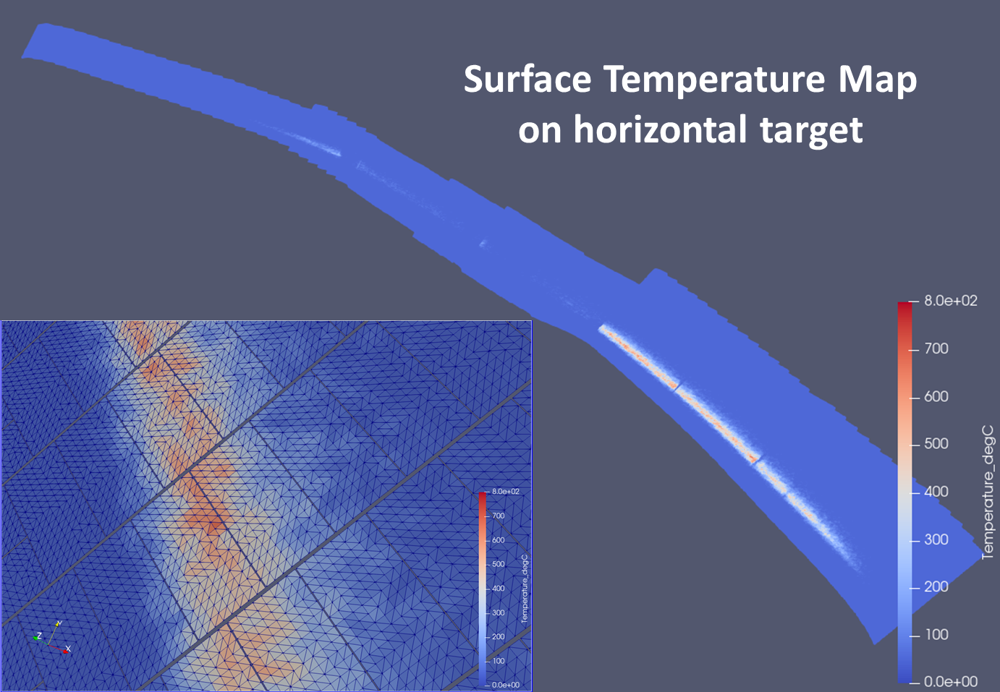 Surface Temperature Map
on horizontal target
8.0e+02
700
600
500
400
300
200
100
0.0e+00
Temperature_degC
8.0e+02
700
600
500
400
300
200
100
0.0e+00
Temperature_degC
Y
Z
X